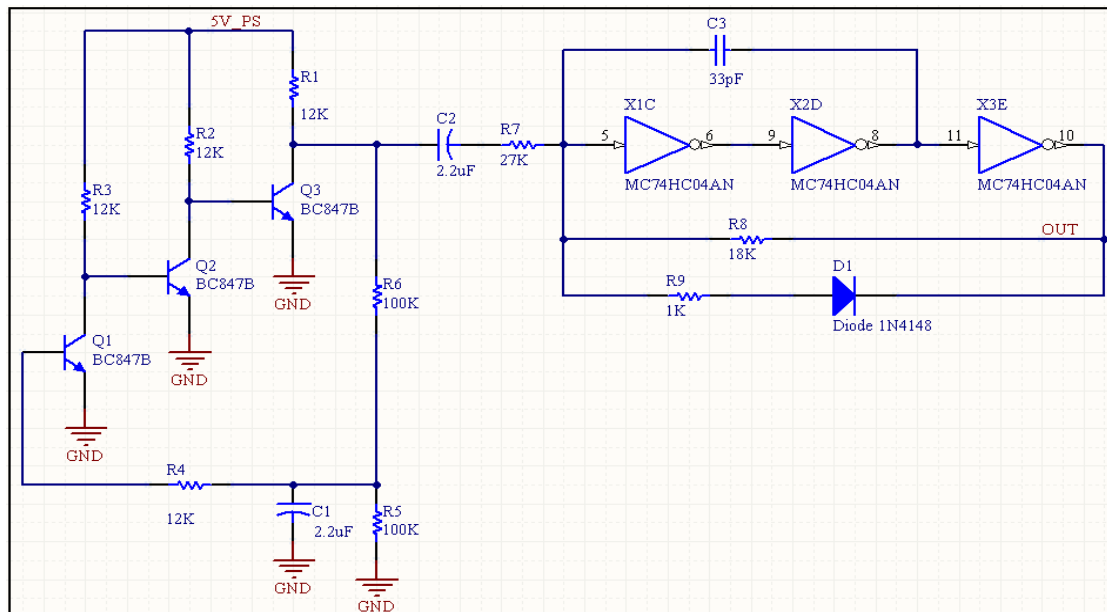 5V_PS
R1
12K
R2
12K
R3
12K
Q3
BC847B
GND
Q2
BC847B
GND
Q1
BC847B
GND
R4
12K
C1
2.2uF
GND
R6
100K
R5
100K
GND
C2
2.2uF
R7
27K
C3
33pF
X1C
5
6
MC74HC04AN
X2D
9
8
MC74HC04AN
X3E
11
10
MC74HC04AN
OUT
R8
18K
R9
1K
D1
Diode 1N4148